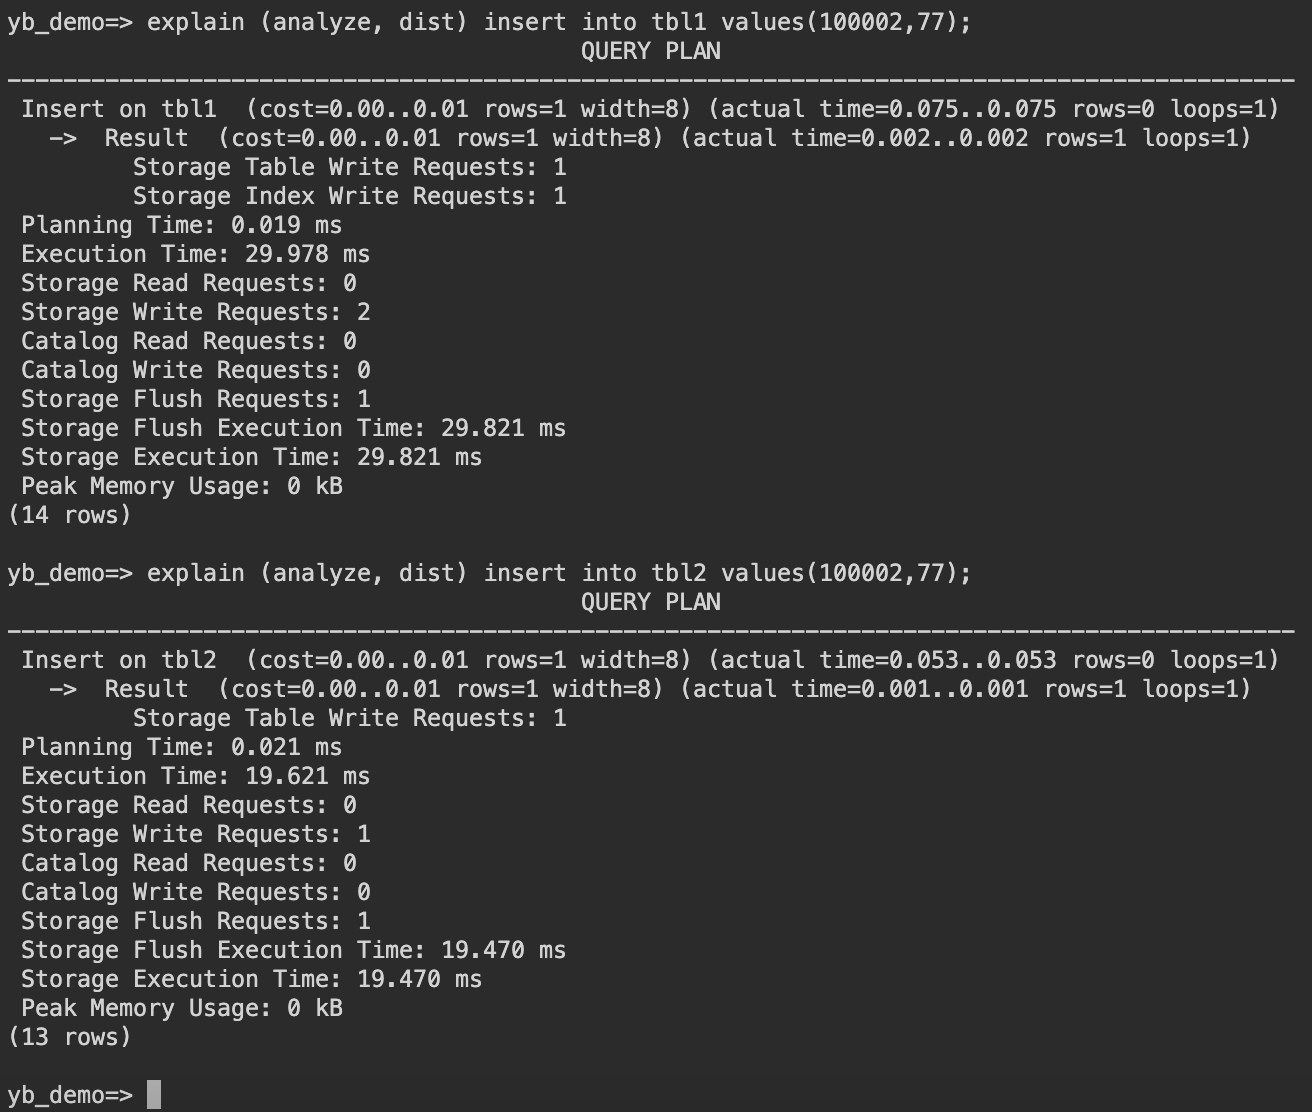 yb_demo=> explain (analyze, dist) insert into tbl1 values(100002,77);
QUERY PLAN
--------------------------------------------------------------------------------------------
Insert on tbl1  (cost=0.00..0.01 rows=1 width=8) (actual time=0.075..0.075 rows=0 loops=1)
  ->  Result  (cost=0.00..0.01 rows=1 width=8) (actual time=0.002..0.002 rows=1 loops=1)
        Storage Table Write Requests: 1
        Storage Index Write Requests: 1
Planning Time: 0.019 ms
Execution Time: 29.978 ms
Storage Read Requests: 0
Storage Write Requests: 2
Catalog Read Requests: 0
Catalog Write Requests: 0
Storage Flush Requests: 1
Storage Flush Execution Time: 29.821 ms
Storage Execution Time: 29.821 ms
Peak Memory Usage: 0 kB
(14 rows)
yb_demo=> explain (analyze, dist) insert into tbl2 values(100002,77);
QUERY PLAN
--------------------------------------------------------------------------------------------
Insert on tbl2  (cost=0.00..0.01 rows=1 width=8) (actual time=0.053..0.053 rows=0 loops=1)
  ->  Result  (cost=0.00..0.01 rows=1 width=8) (actual time=0.001..0.001 rows=1 loops=1)
        Storage Table Write Requests: 1
Planning Time: 0.021 ms
Execution Time: 19.621 ms
Storage Read Requests: 0
Storage Write Requests: 1
Catalog Read Requests: 0
Catalog Write Requests: 0
Storage Flush Requests: 1
Storage Flush Execution Time: 19.470 ms
Storage Execution Time: 19.470 ms
Peak Memory Usage: 0 kB
(13 rows)
yb_demo=>